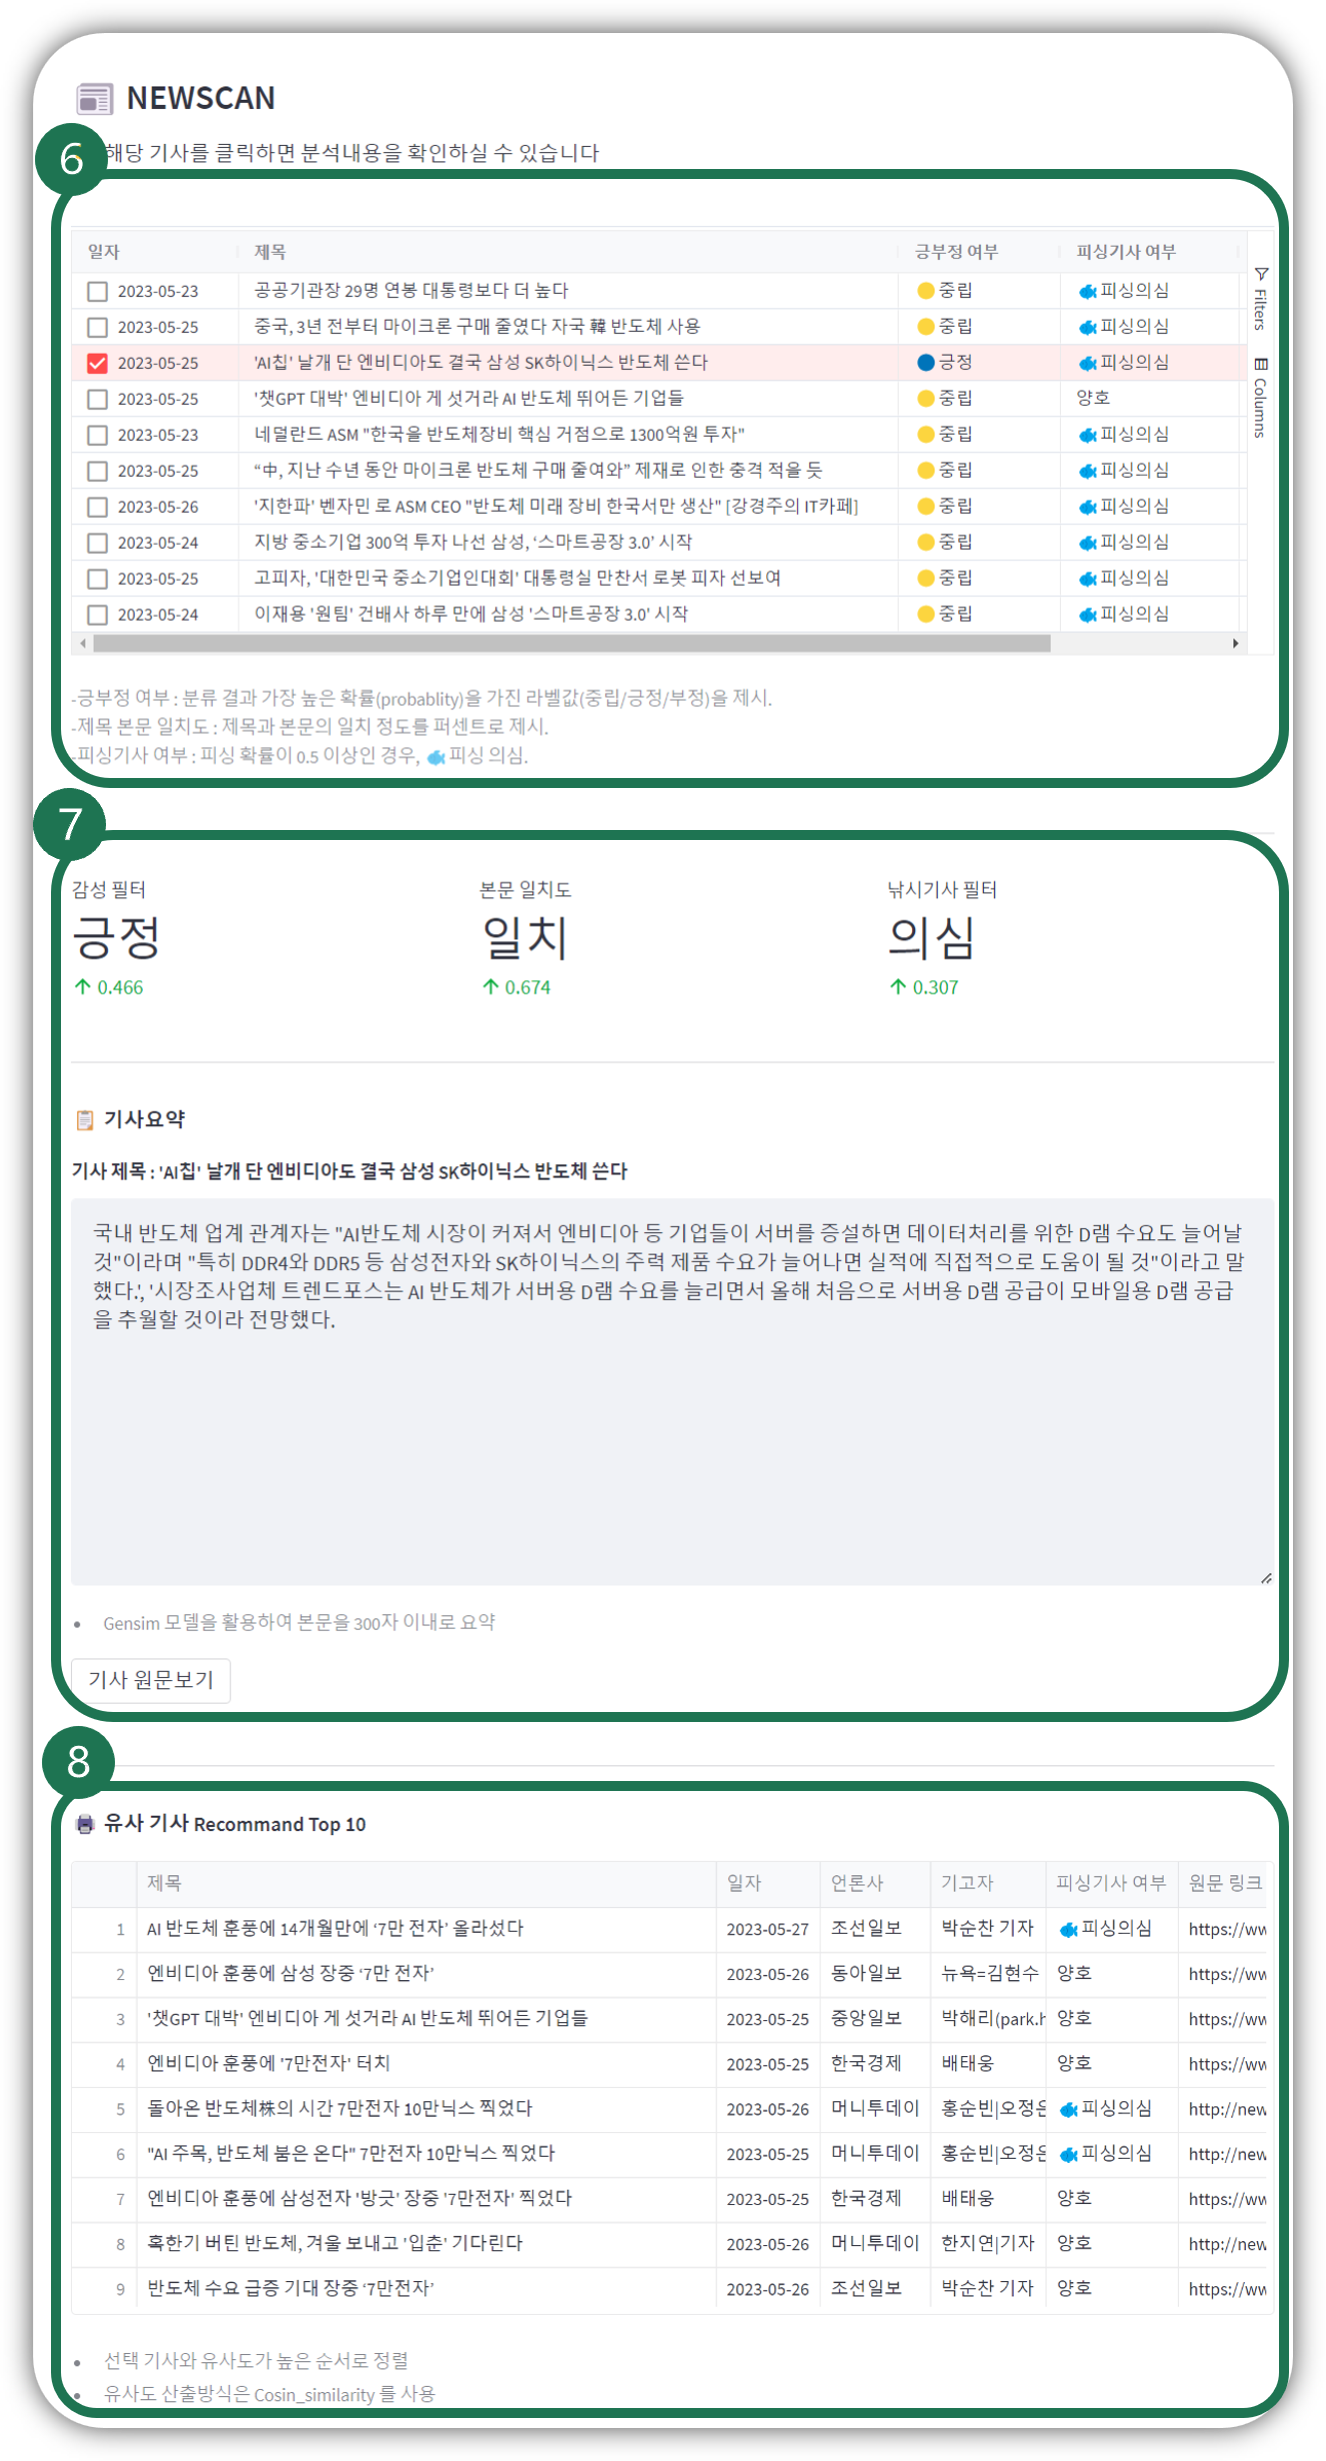 NEWSCAN
6
해당 기사를 클릭하면 분석내용을 확인하실 수 있습니다
일자 제목 긍부정 여부 피싱기사 여부
2023-05-23 공공기관장 29명 연봉 대통령보다 더 높다 중립 피싱의심
2023-05-25 중국, 3년 전부터 마이크론 구매 줄였다 자국 韓 반도체 사용 중립 피싱의심
2023-05-25 'AI칩' 날개 단 엔비디아도 결국 삼성 SK하이닉스 반도체 쓴다 긍정 피싱의심
2023-05-25 '챗GPT 대박' 엔비디아 게 섯거라 AI 반도체 뛰어든 기업들 중립 양호
2023-05-23 네덜란드 ASM "한국을 반도체장비 핵심 거점으로 1300억원 투자" 중립 피싱의심
2023-05-25 “中, 지난 수년 동안 마이크론 반도체 구매 줄여와” 제재로 인한 충격 적을 듯 중립 피싱의심
2023-05-26 '지한파' 벤자민 로 ASM CEO "반도체 미래 장비 한국서만 생산" [강경주의 IT카페] 중립 피싱의심
2023-05-24 지방 중소기업 300억 투자 나선 삼성, ‘스마트공장 3.0’ 시작 중립 피싱의심
2023-05-25 고피자, '대한민국 중소기업인대회' 대통령실 만찬서 로봇 피자 선보여 중립 피싱의심
2023-05-24 이재용 '원팀' 건배사 하루 만에 삼성 '스마트공장 3.0' 시작 중립 피싱의심
Filters
Columns
-긍부정 여부 : 분류 결과 가장 높은 확률(probablity)을 가진 라벨값(중립/긍정/부정)을 제시.
-제목 본문 일치도 : 제목과 본문의 일치 정도를 퍼센트로 제시.
-피싱기사 여부 : 피싱 확률이 0.5 이상인 경우, 피싱 의심.
7
감성 필터 본문 일치도 낚시기사 필터
긍정 일치 의심
↑ 0.466 ↑ 0.674 ↑ 0.307
기사요약
기사 제목 : 'AI칩' 날개 단 엔비디아도 결국 삼성 SK하이닉스 반도체 쓴다
국내 반도체 업계 관계자는 "AI반도체 시장이 커져서 엔비디아 등 기업들이 서버를 증설하면 데이터처리를 위한 D램 수요도 늘어날
것"이라며 "특히 DDR4와 DDR5 등 삼성전자와 SK하이닉스의 주력 제품 수요가 늘어나면 실적에 직접적으로 도움이 될 것"이라고 말
했다.', '시장조사업체 트렌드포스는 AI 반도체가 서버용 D램 수요를 늘리면서 올해 처음으로 서버용 D램 공급이 모바일용 D램 공급
을 추월할 것이라 전망했다.
• Gensim 모델을 활용하여 본문을 300자 이내로 요약
기사 원문보기
8
유사 기사 Recommand Top 10
제목 일자 언론사 기고자 피싱기사 여부 원문 링크
1 AI 반도체 훈풍에 14개월만에 ‘7만 전자’ 올라섰다 2023-05-27 조선일보 박순찬 기자 피싱의심 https://ww
2 엔비디아 훈풍에 삼성 장중 ‘7만 전자’ 2023-05-26 동아일보 뉴욕=김현수 양호 https://ww
3 '챗GPT 대박' 엔비디아 게 섯거라 AI 반도체 뛰어든 기업들 2023-05-25 중앙일보 박해리(park.h 양호 https://ww
4 엔비디아 훈풍에 '7만전자' 터치 2023-05-25 한국경제 배태웅 양호 https://ww
5 돌아온 반도체株의 시간 7만전자 10만닉스 찍었다 2023-05-26 머니투데이 홍순빈|오정은 피싱의심 http://new
6 "AI 주목, 반도체 붐은 온다" 7만전자 10만닉스 찍었다 2023-05-25 머니투데이 홍순빈|오정은 피싱의심 http://new
7 엔비디아 훈풍에 삼성전자 '방긋' 장중 '7만전자' 찍었다 2023-05-25 한국경제 배태웅 양호 https://ww
8 혹한기 버틴 반도체, 겨울 보내고 '입춘' 기다린다 2023-05-26 머니투데이 한지연|기자 양호 http://new
9 반도체 수요 급증 기대 장중 ‘7만전자’ 2023-05-26 조선일보 박순찬 기자 양호 https://ww
• 선택 기사와 유사도가 높은 순서로 정렬
• 유사도 산출방식은 Cosin_similarity 를 사용